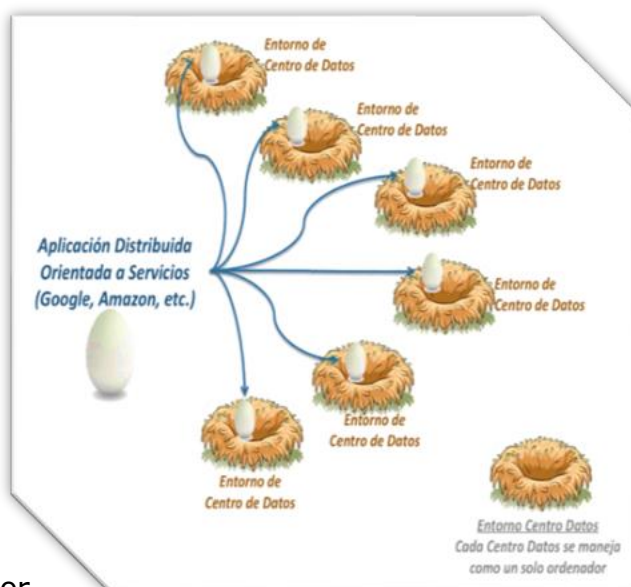 Entorno de
Centro de Datos
Entorno de
Centro de Datos
Entorno de
Centro de Datos
Aplicación Distribuida
Orientada a Servicios
(Google, Amazon, etc.)
Entorno de
Centro de Datos
Entorno de
Centro de Datos
Entorno de
Centro de Datos
Entorno Centro Datos
Cada Centro Datos se maneja
como un solo ordenador
er